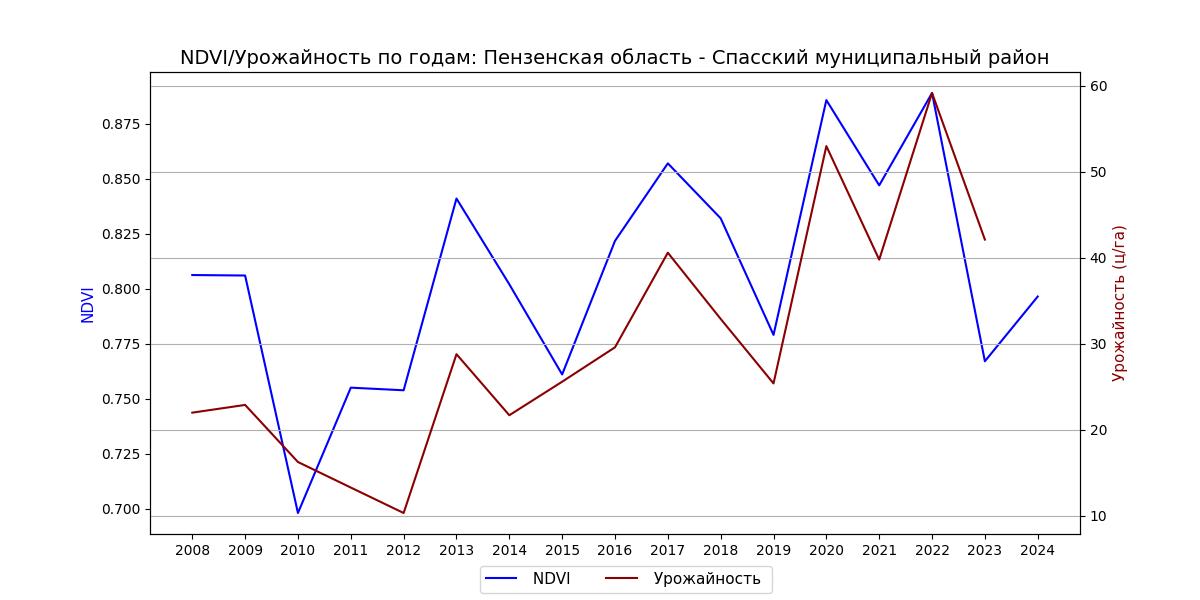 NDVI/Урожайность по годам: Пензенская область - Спасский муниципальный район
NDVI
0.875
0.850
0.825
0.800
0.775
0.750
0.725
0.700
60
50
40
30
20
10
Урожайность (ц/га)
2008 2009 2010 2011 2012 2013 2014 2015 2016 2017 2018 2019 2020 2021 2022 2023 2024
NDVI Урожайность